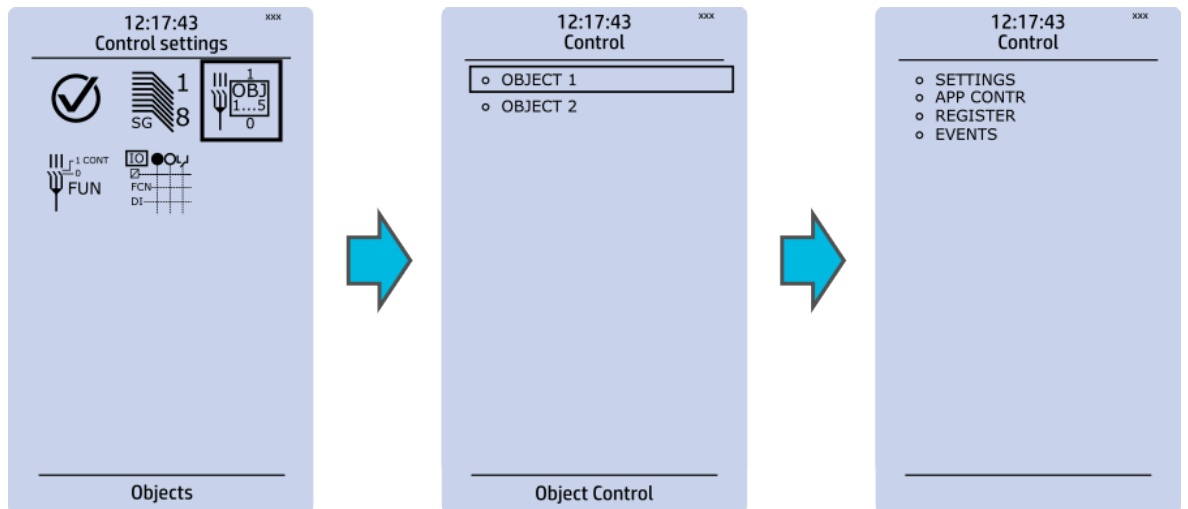 12:17:43 xxx
Control settings
1
SG 8
1
OBJ
1...5
0
1 CONT
0
FUN
IO
FCN
DI
Objects
12:17:43 xxx
Control
OBJECT 1
OBJECT 2
Object Control
12:17:43 xxx
Control
SETTINGS
APP CONTR
REGISTER
EVENTS